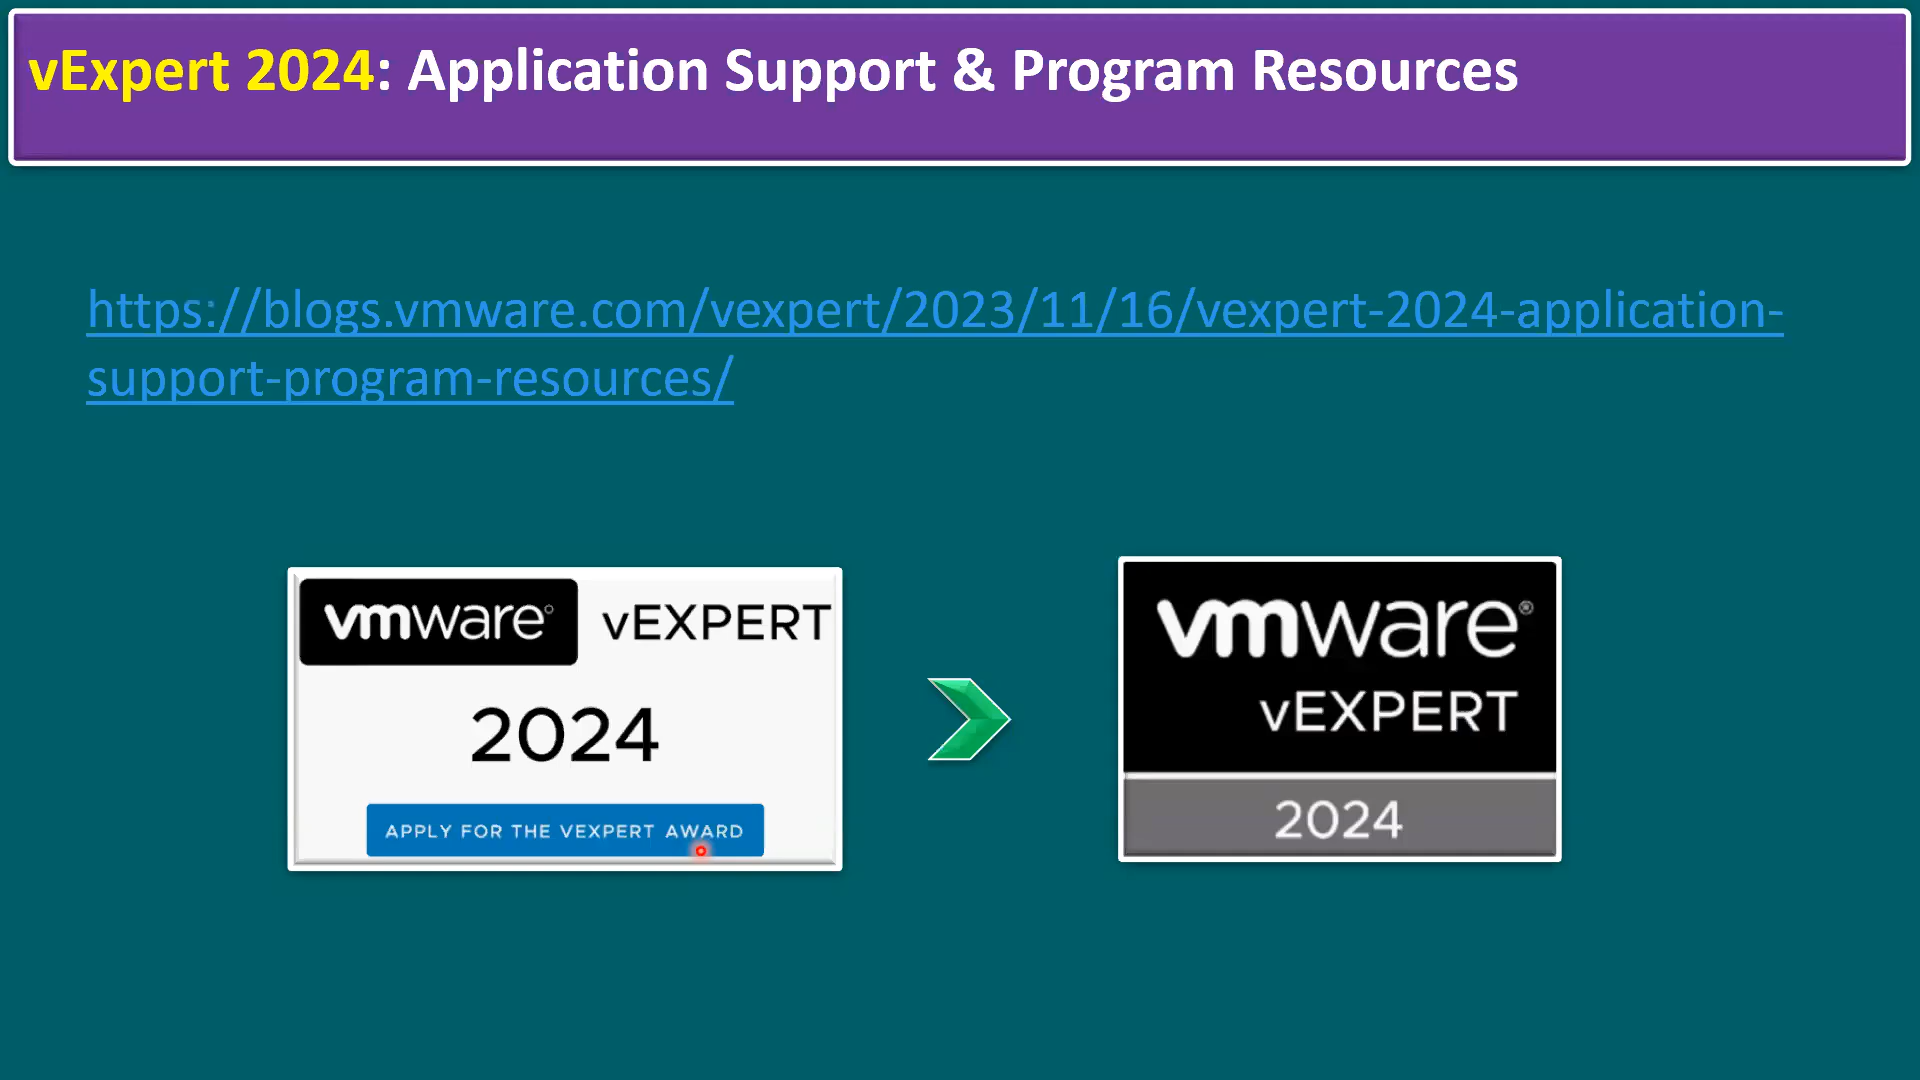 vExpert 2024: Application Support & Program Resources
https://blogs.vmware.com/vexpert/2023/11/16/vexpert-2024-application-
support-program-resources/
vmware® vEXPERT
2024
APPLY FOR THE VEXPERT AWARD
vmware®
vEXPERT
2024